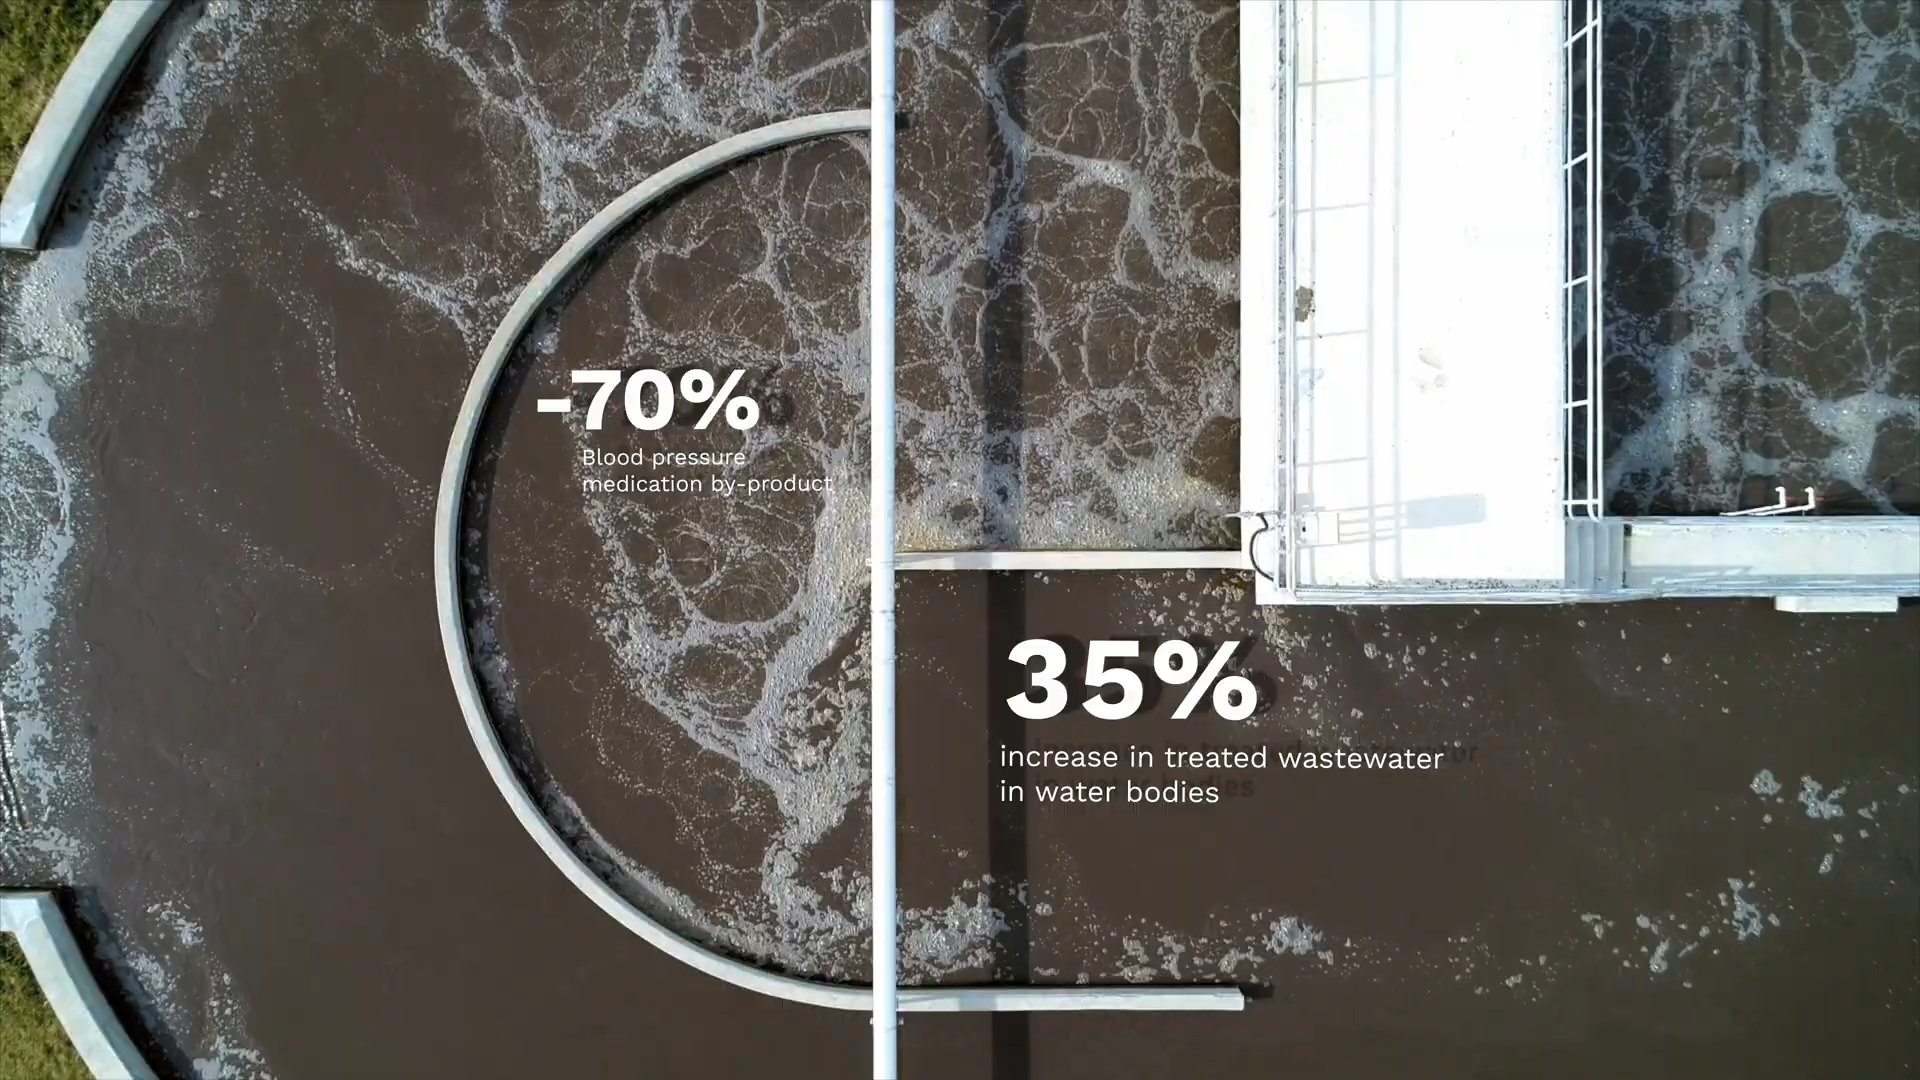 -70%
Blood pressure
medication by-product
35%
increase in treated wastewater
in water bodies